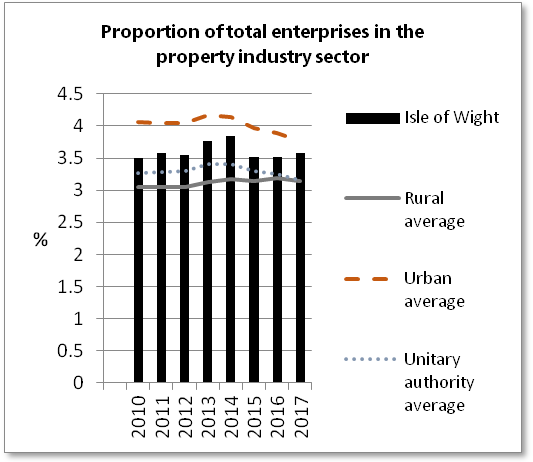 Proportion of total enterprises in the
property industry sector
4.5
4
3.5
3
2.5
2
1.5
1
0.5
0
%
2010
2011
2012
2013
2014
2015
2016
2017
Isle of Wight
Rural
average
Urban
average
Unitary
authority
average